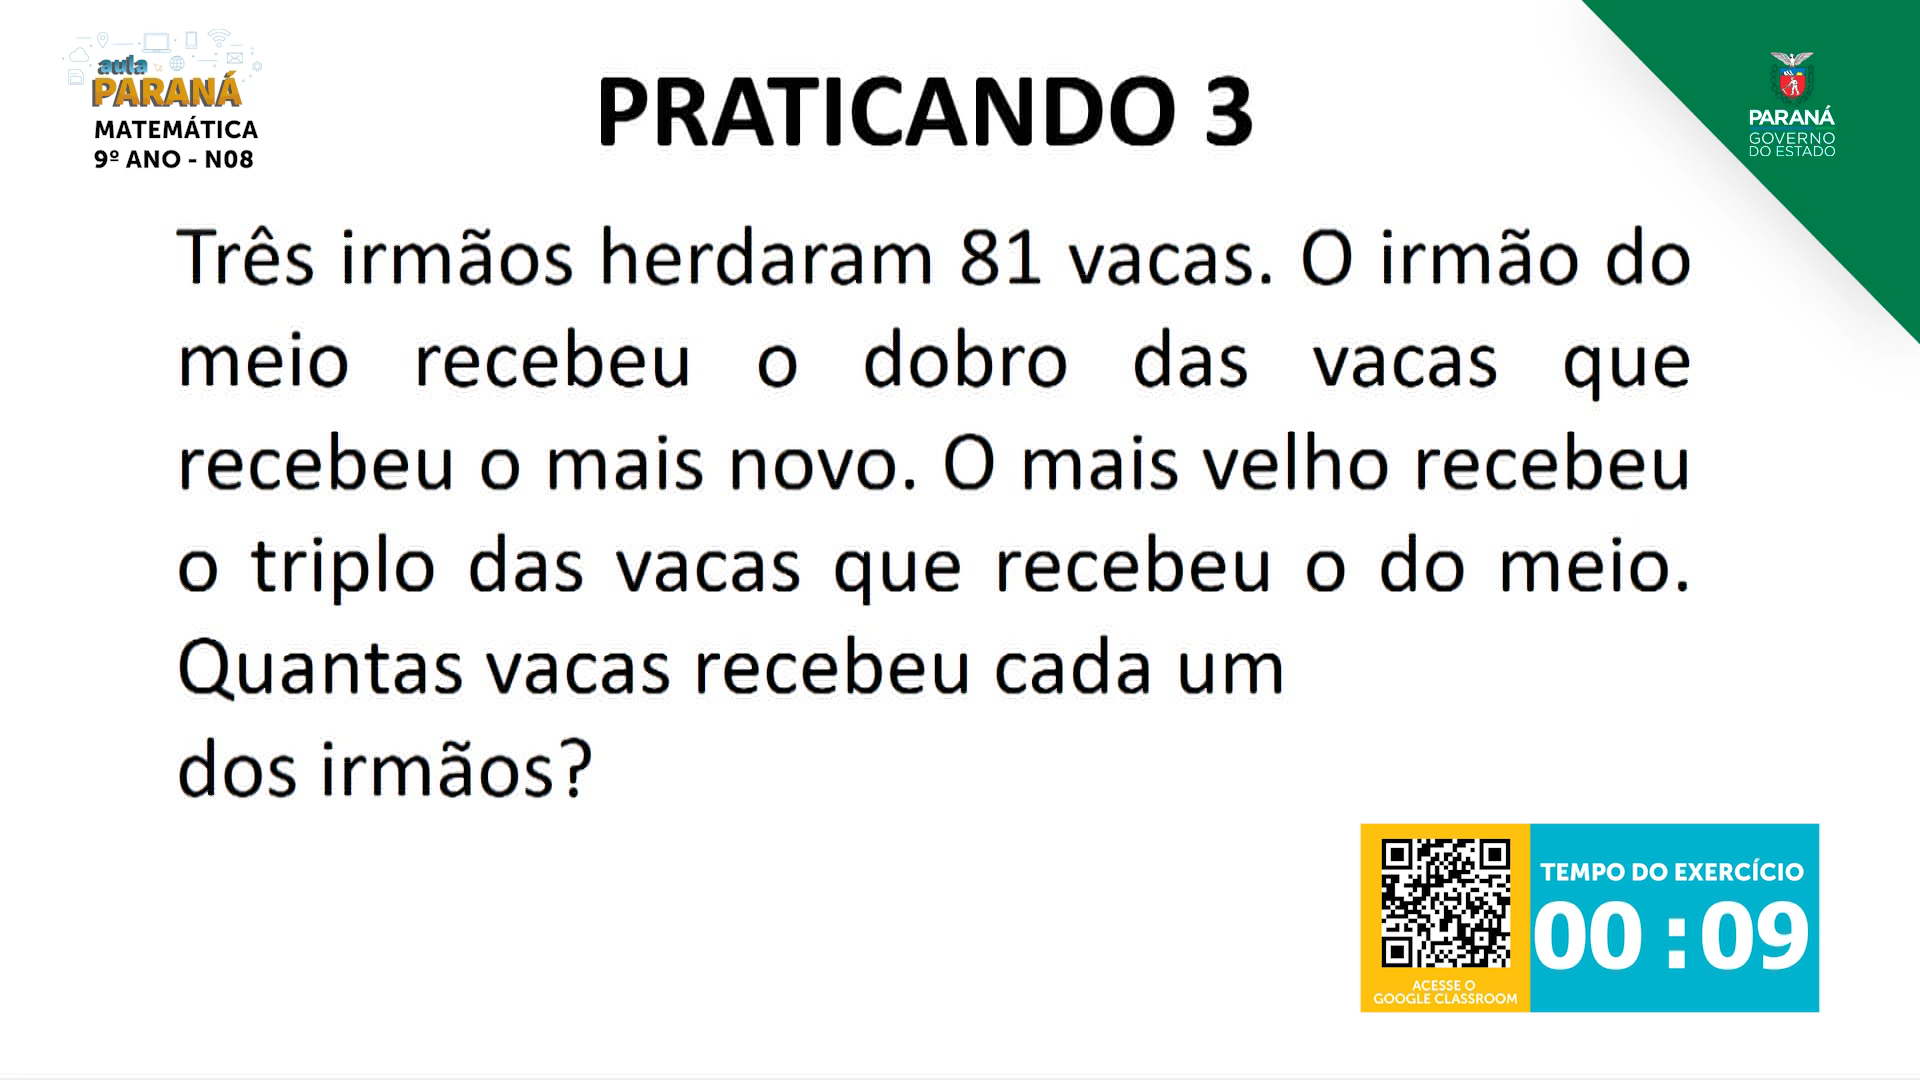 aula
PARANÁ
MATEMÁTICA
9º ANO - N08
PRATICANDO 3
PARANÁ
GOVERNO
DO ESTADO
Três irmãos herdaram 81 vacas. O irmão do
meio recebeu o dobro das vacas que
recebeu o mais novo. O mais velho recebeu
o triplo das vacas que recebeu o do meio.
Quantas vacas recebeu cada um
dos irmãos?
TEMPO DO EXERCÍCIO
00 : 09
ACESSE O
GOOGLE CLASSROOM